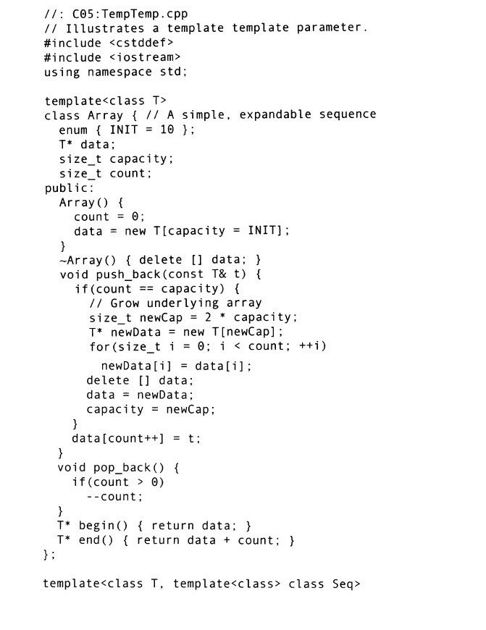 //: C05:TempTemp.cpp
// Illustrates a template template parameter.
#include <cstddef>
#include <iostream>
using namespace std;

template<class T>
class Array { // A simple, expandable sequence
  enum { INIT = 10 };
  T* data;
  size_t capacity;
  size_t count;
public:
  Array() {
    count = 0;
    data = new T[capacity = INIT];
  }
  ~Array() { delete [] data; }
  void push_back(const T& t) {
    if(count == capacity) {
      // Grow underlying array
      size_t newCap = 2 * capacity;
      T* newData = new T[newCap];
      for(size_t i = 0; i < count; ++i)
        newData[i] = data[i];
      delete [] data;
      data = newData;
      capacity = newCap;
    }
    data[count++] = t;
  }
  void pop_back() {
    if(count > 0)
      --count;
  }
  T* begin() { return data; }
  T* end() { return data + count; }
};

template<class T, template<class> class Seq>